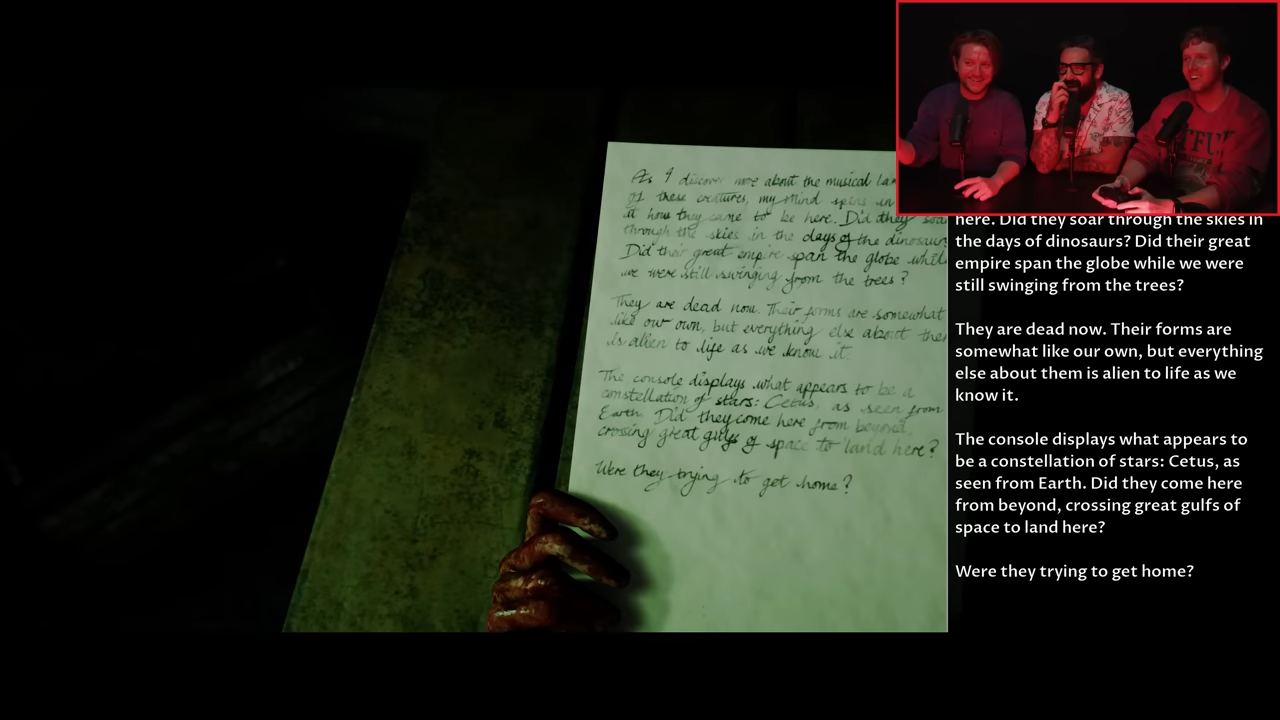 As I discover more about the musical lan
of these creatures, my mind spins in
at how they came to be here. Did they soa
through the skies in the days of the dinosaurs
Did their great empire span the globe whil
we were still swinging from the trees?
They are dead now. Their forms are somewhat
like our own, but everything else about them
is alien to life as we know it.
The console displays what appears to be a
constellation of stars: Cetus, as seen from
Earth. Did they come here from beyond,
crossing great gulfs of space to land here?
Were they trying to get home?
here. Did they soar through the skies in
the days of dinosaurs? Did their great
empire span the globe while we were
still swinging from the trees?
They are dead now. Their forms are
somewhat like our own, but everything
else about them is alien to life as we
know it.
The console displays what appears to
be a constellation of stars: Cetus, as
seen from Earth. Did they come here
from beyond, crossing great gulfs of
space to land here?
Were they trying to get home?